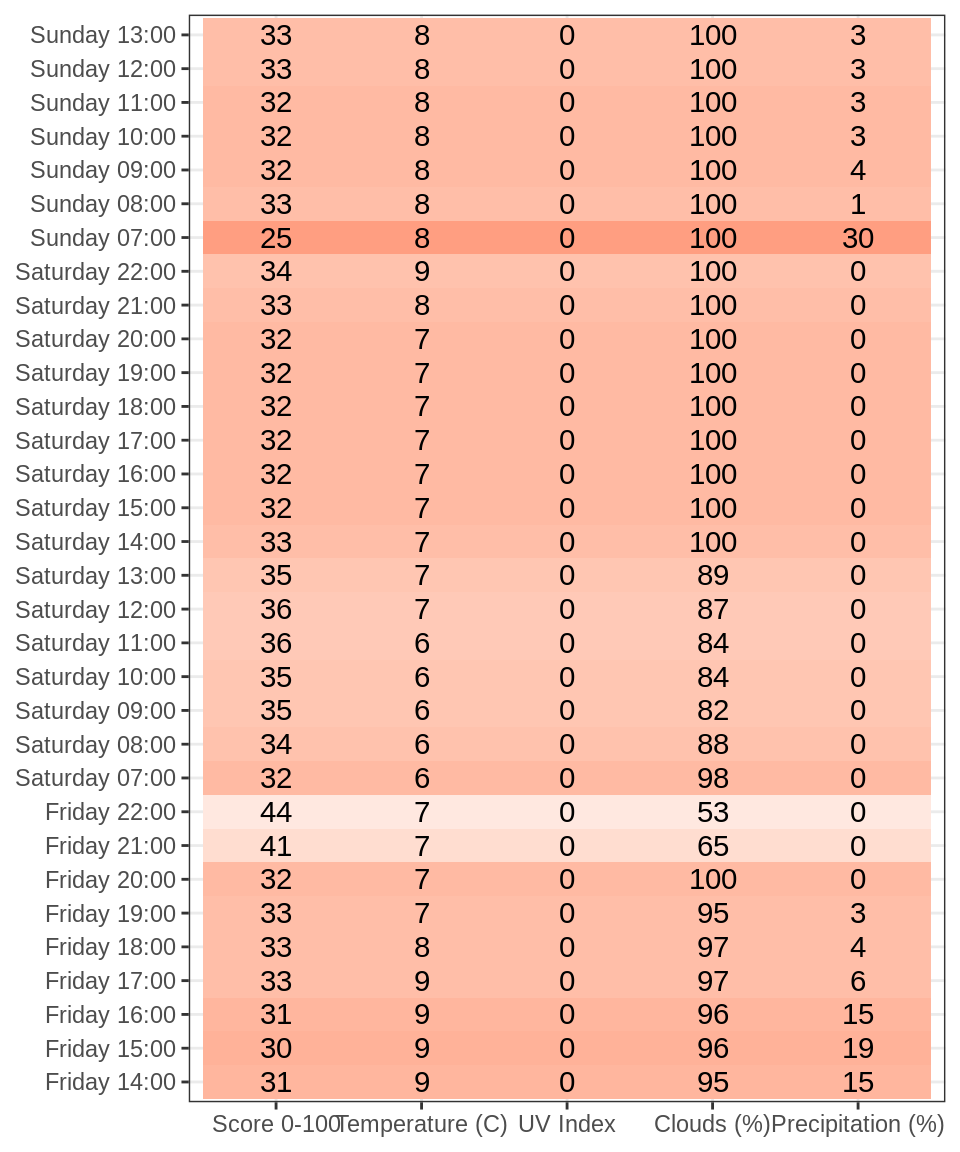 Sunday 13:00 33 8 0 100 3
Sunday 12:00 33 8 0 100 3
Sunday 11:00 32 8 0 100 3
Sunday 10:00 32 8 0 100 3
Sunday 09:00 32 8 0 100 4
Sunday 08:00 33 8 0 100 1
Sunday 07:00 25 8 0 100 30
Saturday 22:00 34 9 0 100 0
Saturday 21:00 33 8 0 100 0
Saturday 20:00 32 7 0 100 0
Saturday 19:00 32 7 0 100 0
Saturday 18:00 32 7 0 100 0
Saturday 17:00 32 7 0 100 0
Saturday 16:00 32 7 0 100 0
Saturday 15:00 32 7 0 100 0
Saturday 14:00 33 7 0 100 0
Saturday 13:00 35 7 0 89 0
Saturday 12:00 36 7 0 87 0
Saturday 11:00 36 6 0 84 0
Saturday 10:00 35 6 0 84 0
Saturday 09:00 35 6 0 82 0
Saturday 08:00 34 6 0 88 0
Saturday 07:00 32 6 0 98 0
Friday 22:00 44 7 0 53 0
Friday 21:00 41 7 0 65 0
Friday 20:00 32 7 0 100 0
Friday 19:00 33 7 0 95 3
Friday 18:00 33 8 0 97 4
Friday 17:00 33 9 0 97 6
Friday 16:00 31 9 0 96 15
Friday 15:00 30 9 0 96 19
Friday 14:00 31 9 0 95 15
Score 0-100 Temperature (C) UV Index Clouds (%) Precipitation (%)